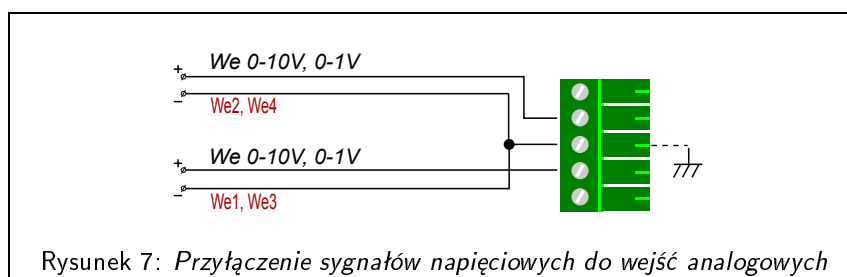 We 0-10V, 0-1V
+
−
We2, We4
We 0-10V, 0-1V
+
−
We1, We3
Rysunek 7: Przyłączenie sygnałów napięciowych do wejść analogowych